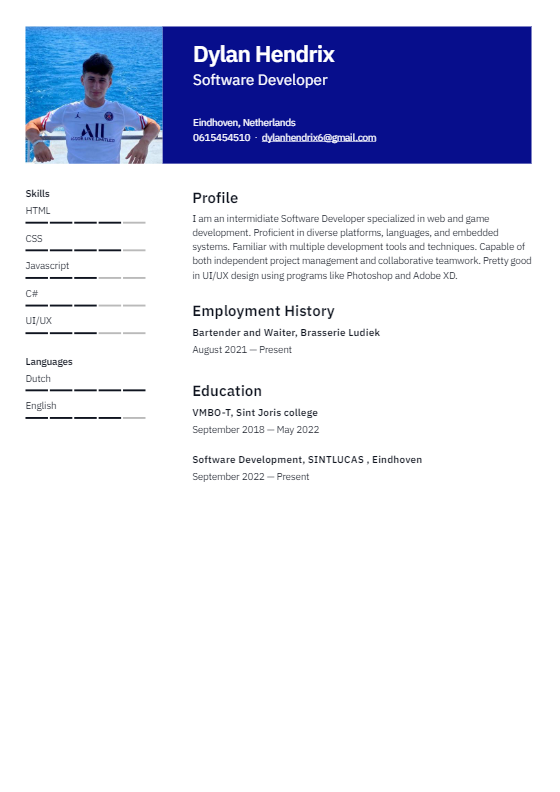 Dylan Hendrix
Software Developer
Eindhoven, Netherlands
0615454510 · dylanhendrix6@gmail.com
All
Skills
HTML
CSS
Javascript
C#
UI/UX
Languages
Dutch
English
Profile
I am an intermidiate Software Developer specialized in web and game
development. Proficient in diverse platforms, languages, and embedded
systems. Familiar with multiple development tools and techniques. Capable of
both independent project management and collaborative teamwork. Pretty good
in UI/UX design using programs like Photoshop and Adobe XD.
Employment History
Bartender and Waiter, Brasserie Ludiek
August 2021 — Present
Education
VMBO-T, Sint Joris college
September 2018 — May 2022
Software Development, SINTLUCAS , Eindhoven
September 2022 — Present